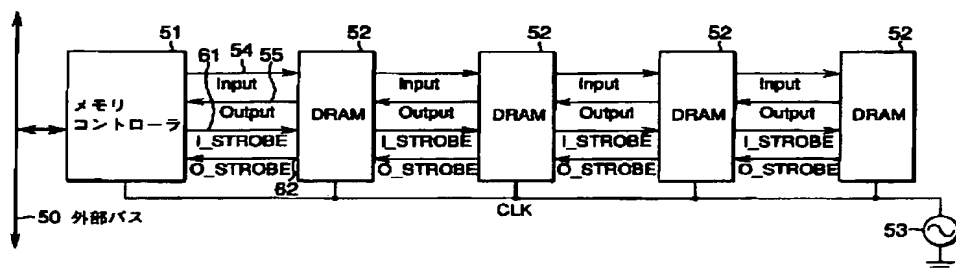 51 52 52 52 52
54
61 55
メモリ
コントローラ
Input Input Input Input
Output Output Output Output
DRAM DRAM DRAM DRAM
I_STROBE I_STROBE I_STROBE I_STROBE
O_STROBE O_STROBE O_STROBE O_STROBE
62
CLK
50 外部バス
53